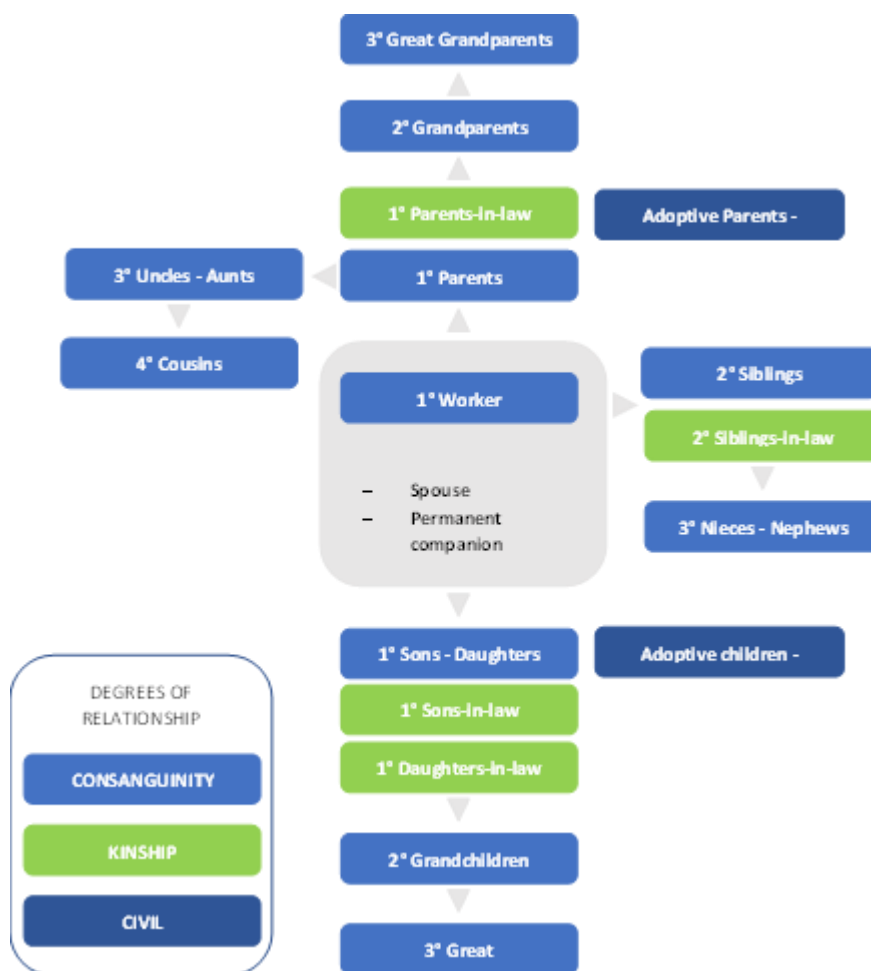 3° Great Grandparents
2° Grandparents
1° Parents-in-law
Adoptive Parents -
3° Uncles - Aunts
1° Parents
4° Cousins
2° Siblings
1° Worker
2° Siblings-in-law
– Spouse
– Permanent
companion
3° Nieces - Nephews
1° Sons - Daughters
Adoptive children -
1° Sons-in-law
1° Daughters-in-law
2° Grandchildren
3° Great
DEGREES OF
RELATIONSHIP
CONSANGUINITY
KINSHIP
CIVIL